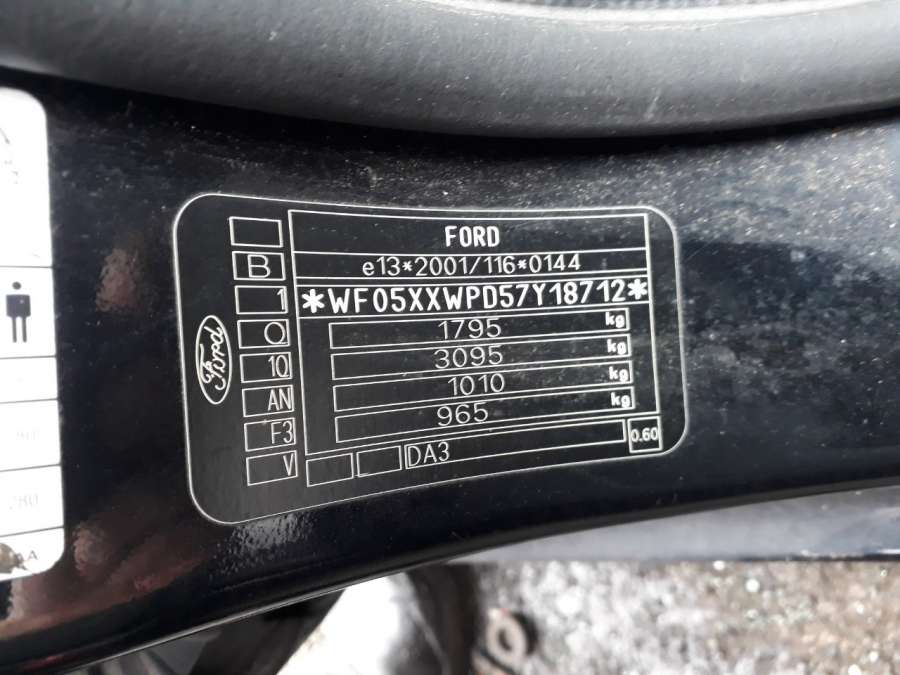 FORD
B
e13*2001/116*0144
1
*WF05XXWPD57Y18712*
O
1795 kg
10
3095 kg
AN
1010 kg
F3
965 kg
V
DA3
0.60
Ford
280